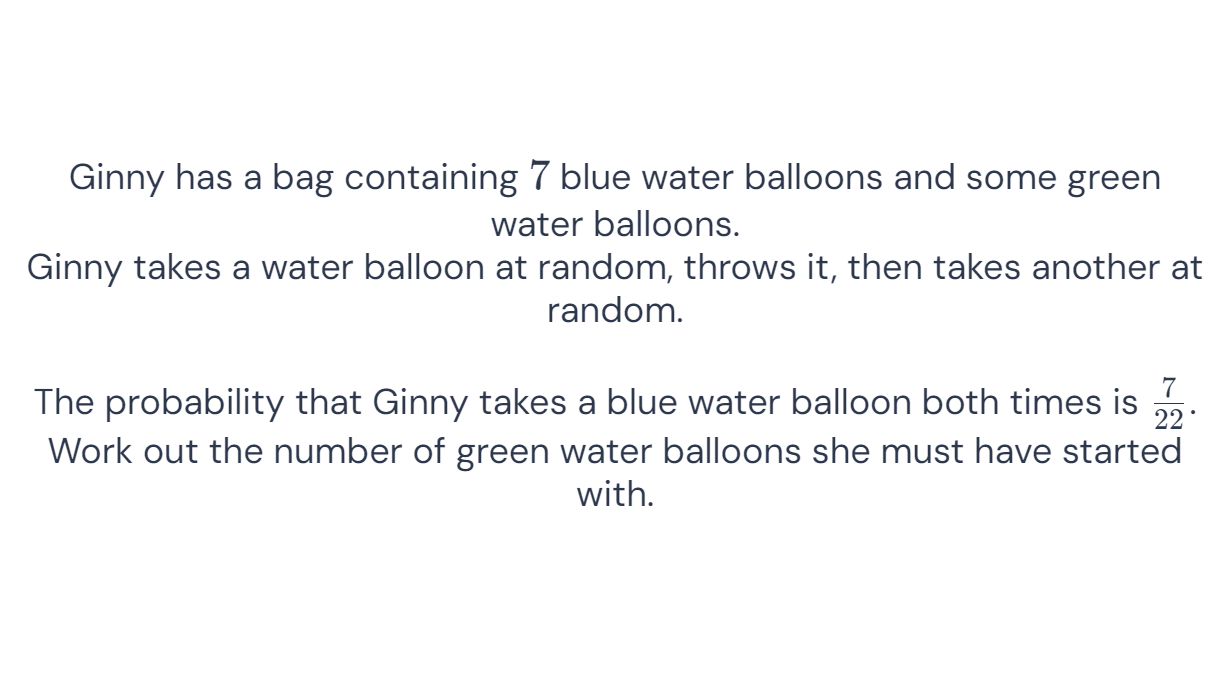 Ginny has a bag containing 7 blue water balloons and some green
water balloons.
Ginny takes a water balloon at random, throws it, then takes another at
random.
The probability that Ginny takes a blue water balloon both times is 7/22.
Work out the number of green water balloons she must have started
with.